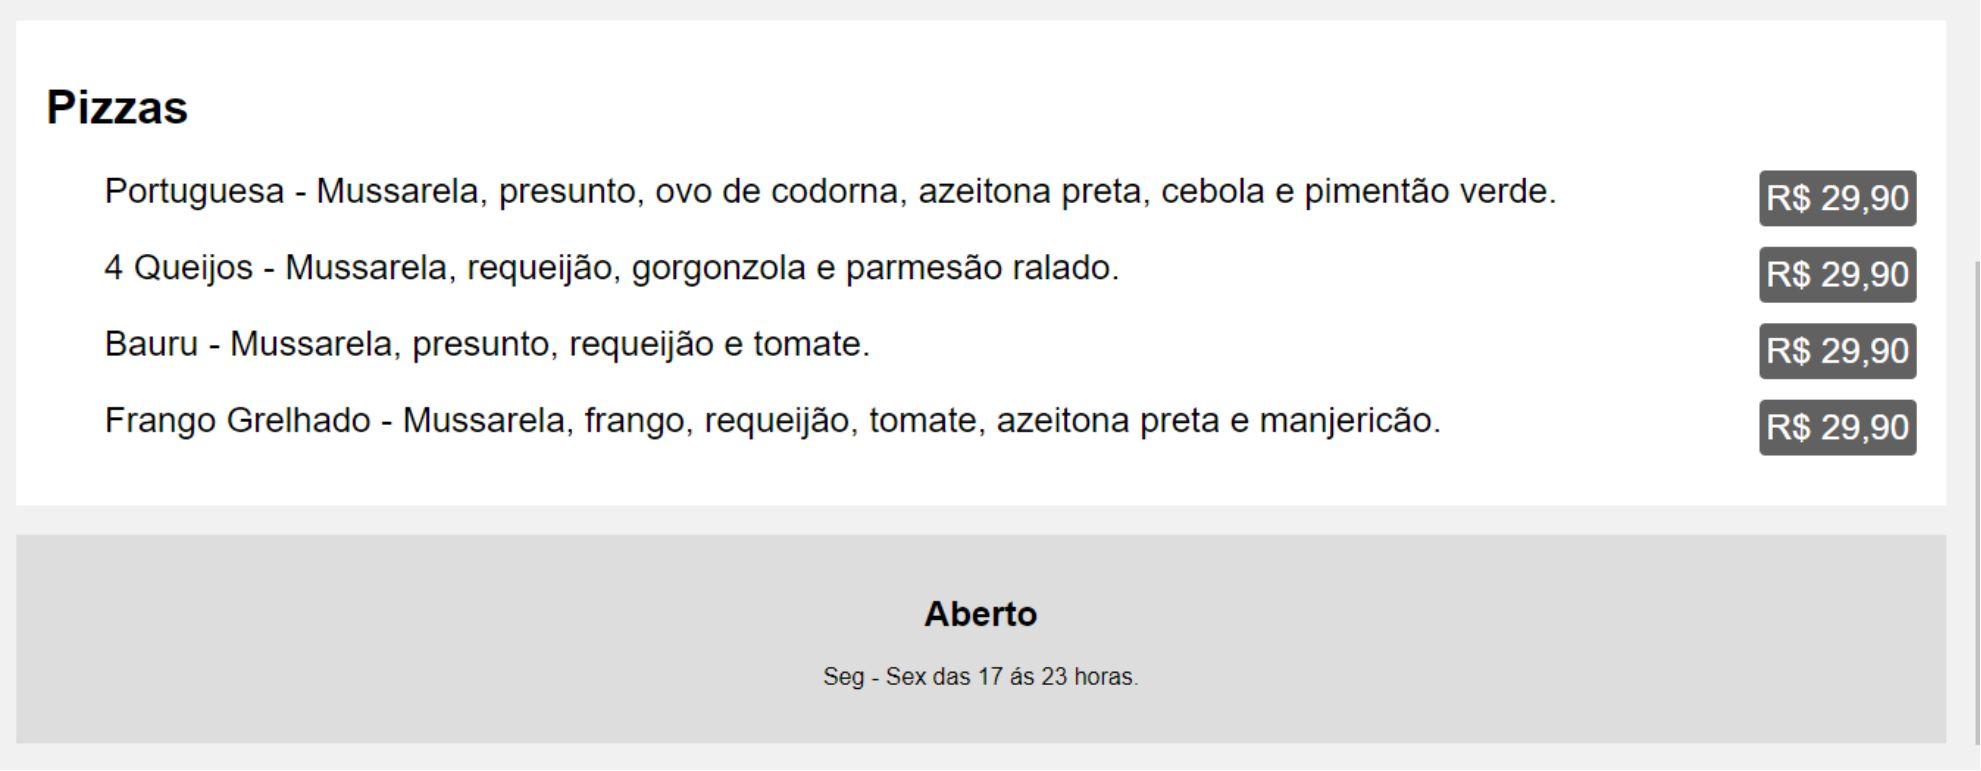 Pizzas
Portuguesa - Mussarela, presunto, ovo de codorna, azeitona preta, cebola e pimentão verde. R$ 29,90
4 Queijos - Mussarela, requeijão, gorgonzola e parmesão ralado. R$ 29,90
Bauru - Mussarela, presunto, requeijão e tomate. R$ 29,90
Frango Grelhado - Mussarela, frango, requeijão, tomate, azeitona preta e manjericão. R$ 29,90
Aberto
Seg - Sex das 17 ás 23 horas.